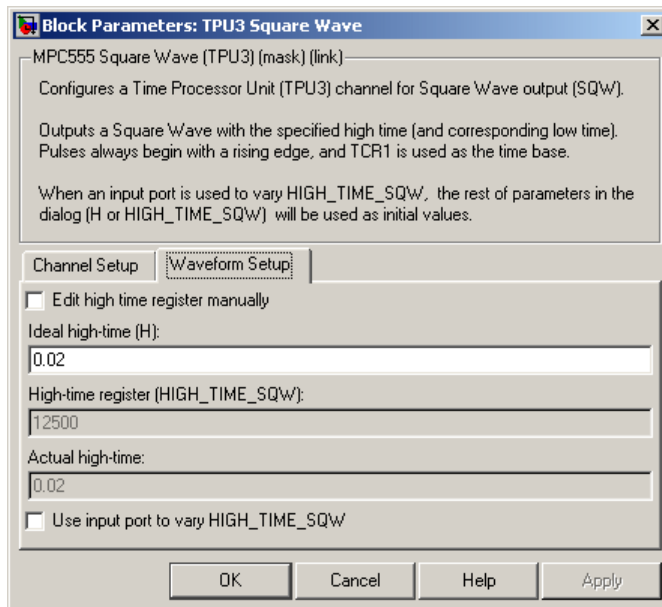 Block Parameters: TPU3 Square Wave
MPC555 Square Wave (TPU3) (mask) (link)
Configures a Time Processor Unit (TPU3) channel for Square Wave output (SQW).
Outputs a Square Wave with the specified high time (and corresponding low time).
Pulses always begin with a rising edge, and TCR1 is used as the time base.
When an input port is used to vary HIGH_TIME_SQW, the rest of parameters in the
dialog (H or HIGH_TIME_SQW) will be used as initial values.
Channel Setup Waveform Setup
Edit high time register manually
Ideal high-time (H):
0.02
High-time register (HIGH_TIME_SQW):
12500
Actual high-time:
0.02
Use input port to vary HIGH_TIME_SQW
OK Cancel Help Apply